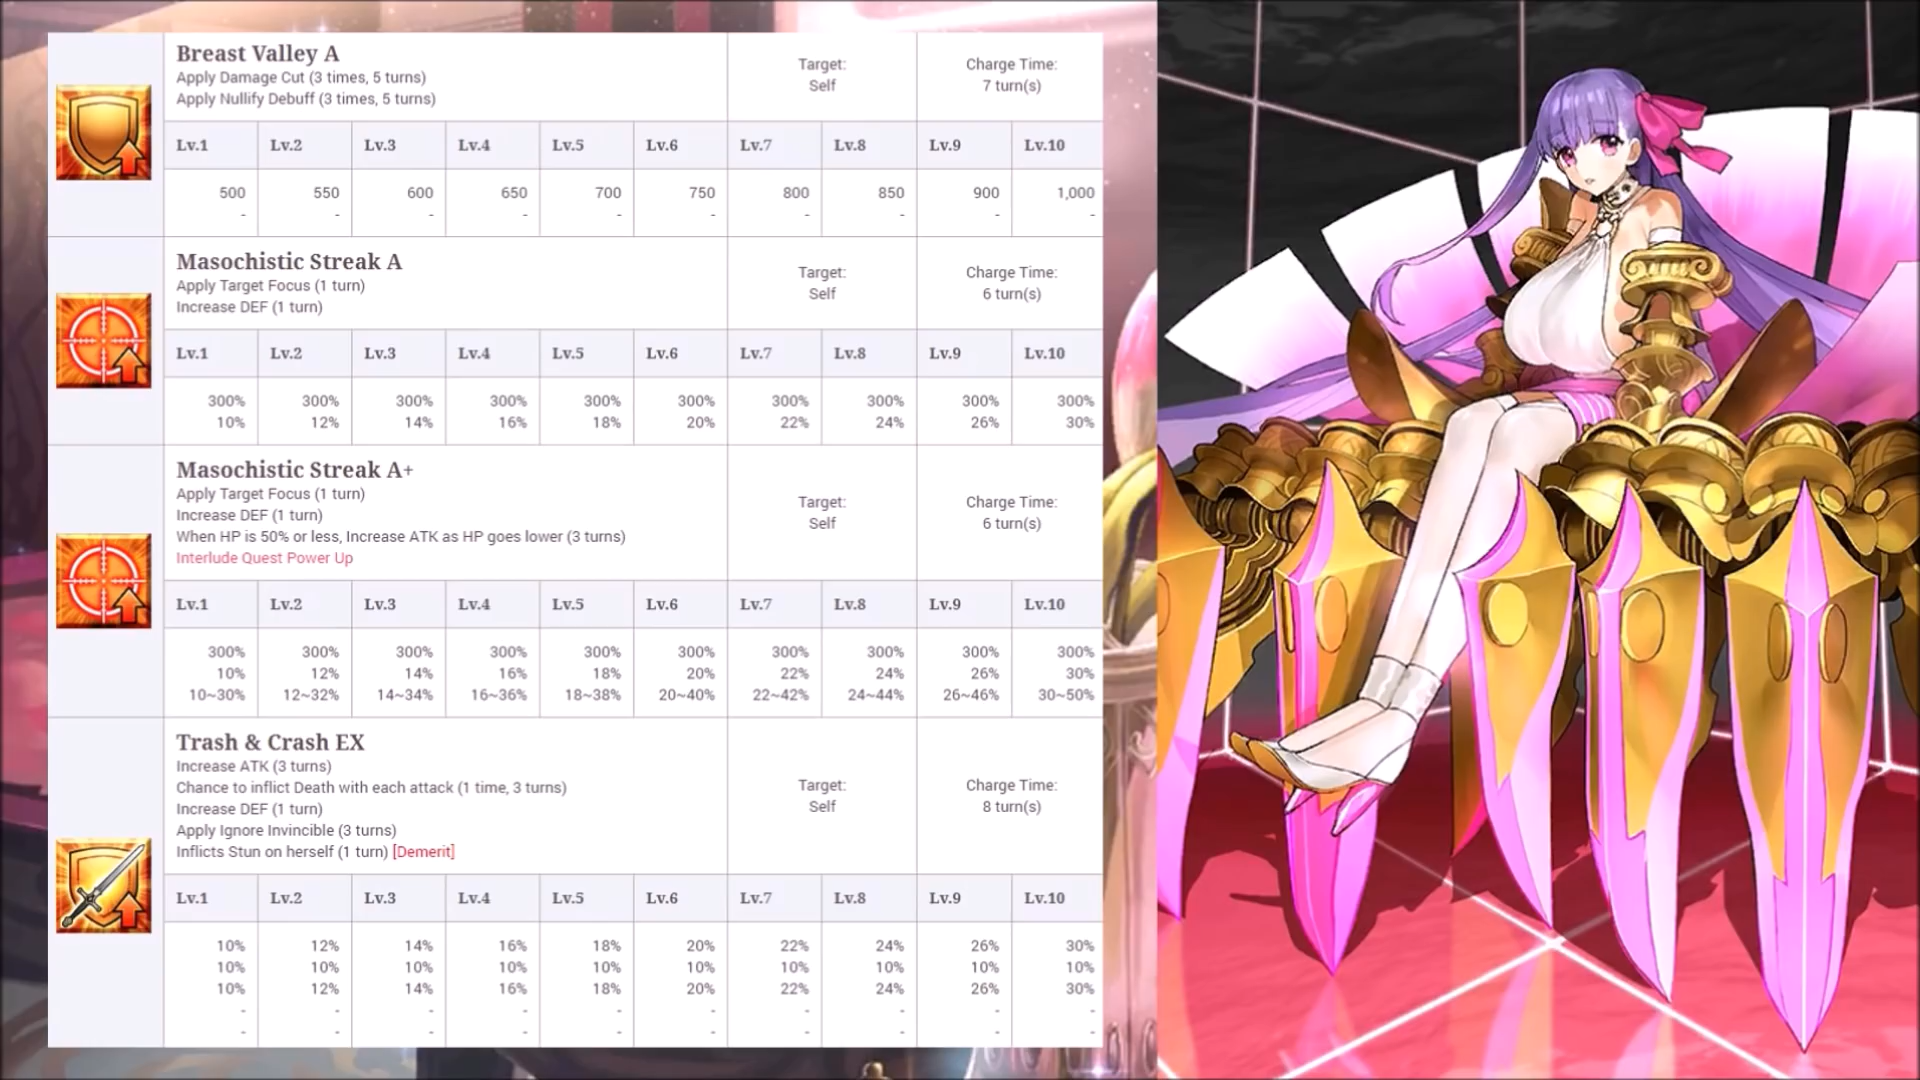 Breast Valley A
Apply Damage Cut (3 times, 5 turns)
Apply Nullify Debuff (3 times, 5 turns)
Target:
Self
Charge Time:
7 turn(s)
Lv.1 Lv.2 Lv.3 Lv.4 Lv.5 Lv.6 Lv.7 Lv.8 Lv.9 Lv.10
500 550 600 650 700 750 800 850 900 1,000
- - - - - - - - - -
Masochistic Streak A
Apply Target Focus (1 turn)
Increase DEF (1 turn)
Target:
Self
Charge Time:
6 turn(s)
Lv.1 Lv.2 Lv.3 Lv.4 Lv.5 Lv.6 Lv.7 Lv.8 Lv.9 Lv.10
300% 300% 300% 300% 300% 300% 300% 300% 300% 300%
10% 12% 14% 16% 18% 20% 22% 24% 26% 30%
Masochistic Streak A+
Apply Target Focus (1 turn)
Increase DEF (1 turn)
When HP is 50% or less, Increase ATK as HP goes lower (3 turns)
Interlude Quest Power Up
Target:
Self
Charge Time:
6 turn(s)
Lv.1 Lv.2 Lv.3 Lv.4 Lv.5 Lv.6 Lv.7 Lv.8 Lv.9 Lv.10
300% 300% 300% 300% 300% 300% 300% 300% 300% 300%
10% 12% 14% 16% 18% 20% 22% 24% 26% 30%
10~30% 12~32% 14~34% 16~36% 18~38% 20~40% 22~42% 24~44% 26~46% 30~50%
Trash & Crash EX
Increase ATK (3 turns)
Chance to inflict Death with each attack (1 time, 3 turns)
Increase DEF (1 turn)
Apply Ignore Invincible (3 turns)
Inflicts Stun on herself (1 turn) [Demerit]
Target:
Self
Charge Time:
8 turn(s)
Lv.1 Lv.2 Lv.3 Lv.4 Lv.5 Lv.6 Lv.7 Lv.8 Lv.9 Lv.10
10% 12% 14% 16% 18% 20% 22% 24% 26% 30%
10% 10% 10% 10% 10% 10% 10% 10% 10% 10%
10% 12% 14% 16% 18% 20% 22% 24% 26% 30%
- - - - - - - - - -
- - - - - - - - - -